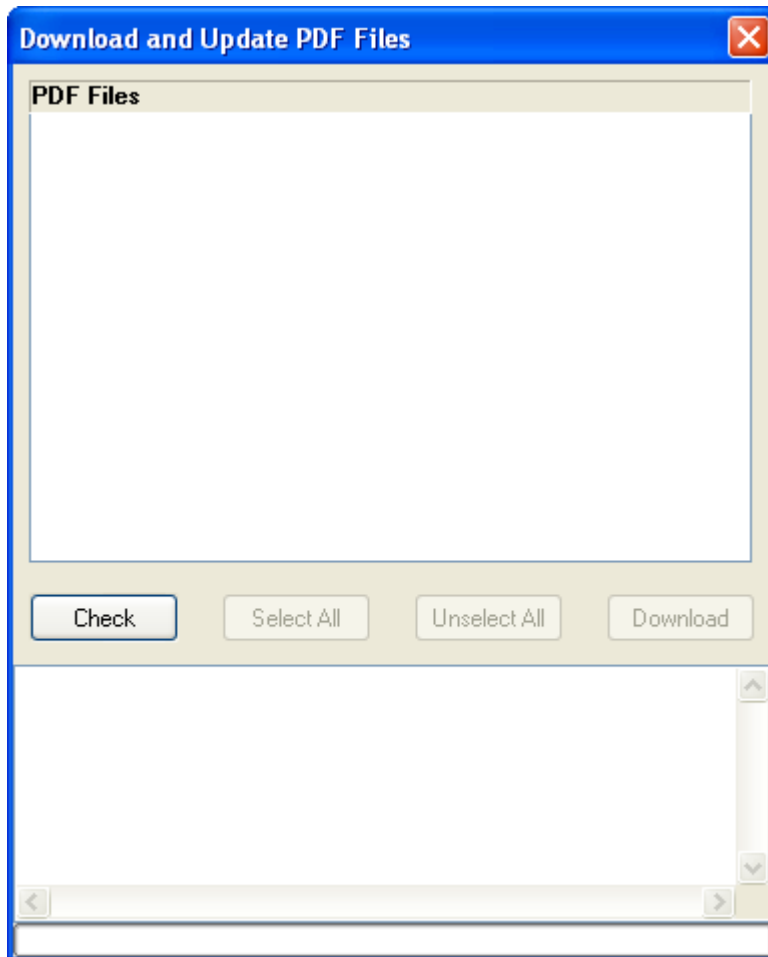 Download and Update PDF Files
PDF Files
Check
Select All
Unselect All
Download